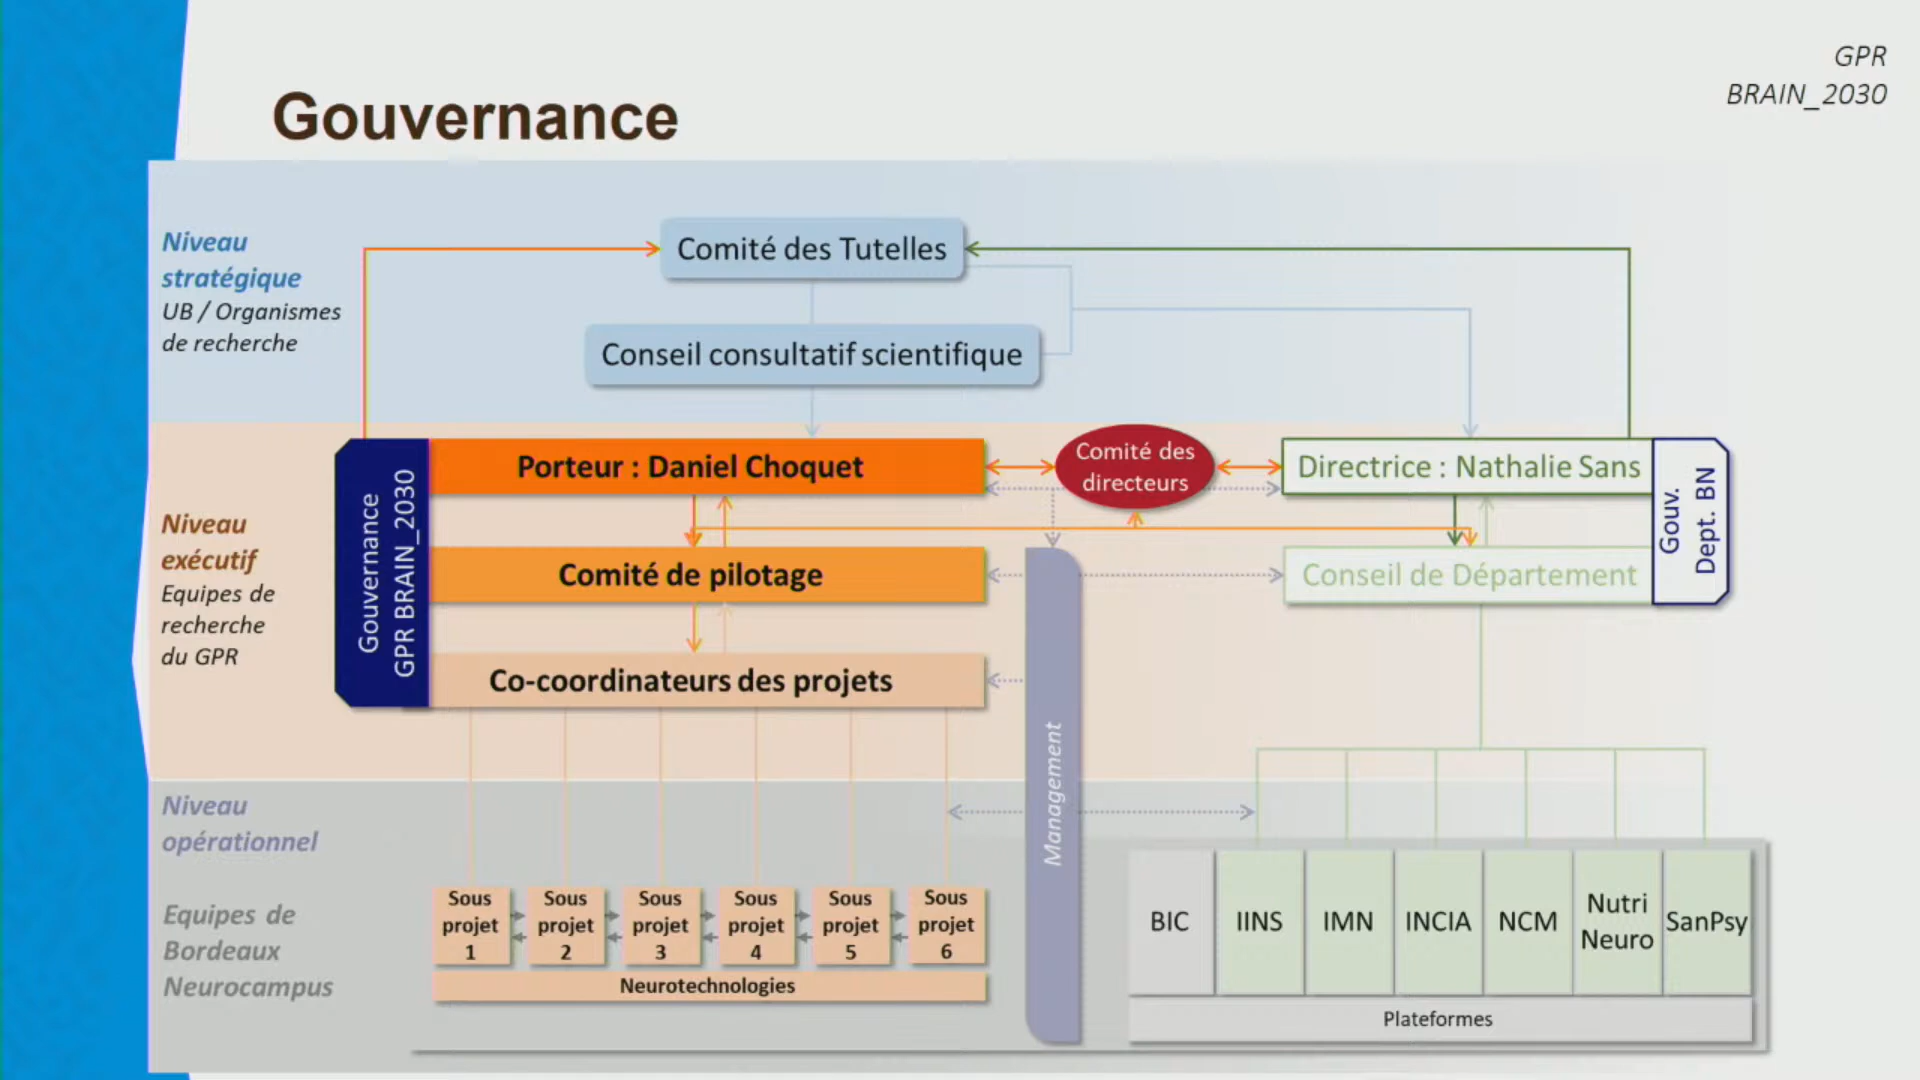 GPR
BRAIN_2030
Gouvernance
Niveau
stratégique
UB / Organismes
de recherche
Comité des Tutelles
Conseil consultatif scientifique
Niveau
exécutif
Equipes de
recherche
du GPR
Gouvernance
GPR BRAIN_2030
Porteur : Daniel Choquet
Comité des
directeurs
Directrice : Nathalie Sans
Gouv.
Dept. BN
Comité de pilotage
Conseil de Département
Co-coordinateurs des projets
Management
Niveau
opérationnel
Equipes de
Bordeaux
Neurocampus
Sous
projet
1
Sous
projet
2
Sous
projet
3
Sous
projet
4
Sous
projet
5
Sous
projet
6
Neurotechnologies
BIC
IINS
IMN
INCIA
NCM
Nutri
Neuro
SanPsy
Plateformes